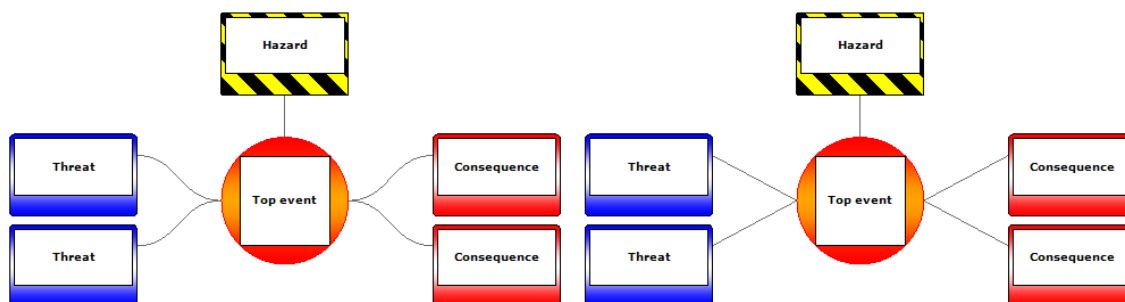 Hazard
Threat
Top event
Consequence
Threat
Consequence
Hazard
Threat
Top event
Consequence
Threat
Consequence